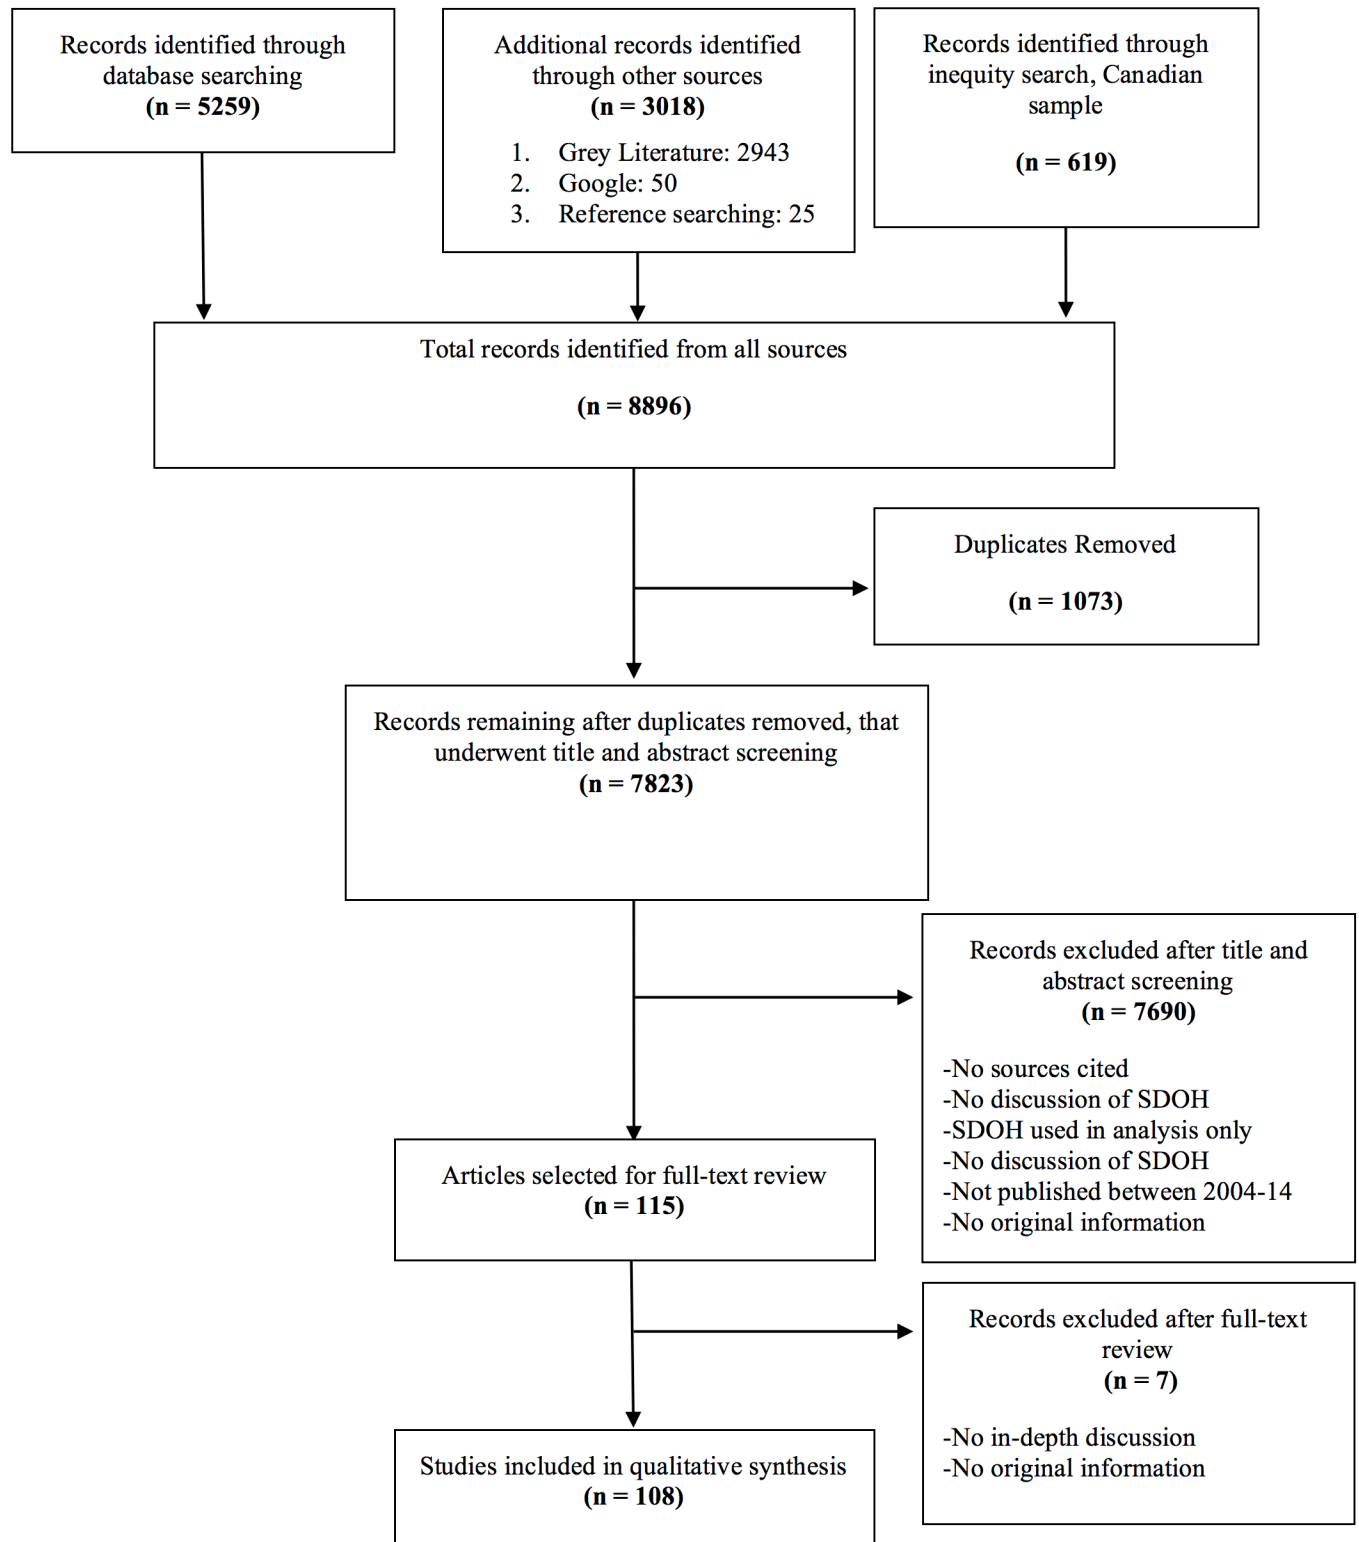 Records identified through
database searching
(n = 5259)
Additional records identified
through other sources
(n = 3018)
1. Grey Literature: 2943
2. Google: 50
3. Reference searching: 25
Records identified through
inequity search, Canadian
sample
(n = 619)
Total records identified from all sources
(n = 8896)
Duplicates Removed
(n = 1073)
Records remaining after duplicates removed, that
underwent title and abstract screening
(n = 7823)
Records excluded after title and
abstract screening
(n = 7690)
-No sources cited
-No discussion of SDOH
-SDOH used in analysis only
-No discussion of SDOH
-Not published between 2004-14
-No original information
Articles selected for full-text review
(n = 115)
Records excluded after full-text
review
(n = 7)
-No in-depth discussion
-No original information
Studies included in qualitative synthesis
(n = 108)